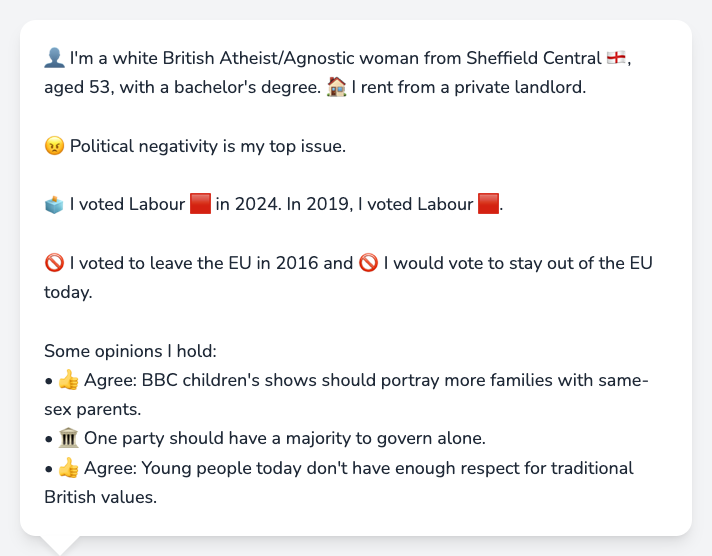 👤 I'm a white British Atheist/Agnostic woman from Sheffield Central 🏴󠁧󠁢󠁥󠁮󠁧󠁿,
aged 53, with a bachelor's degree. 🏠 I rent from a private landlord.
😠 Political negativity is my top issue.
🗳️ I voted Labour 🟥 in 2024. In 2019, I voted Labour 🟥.
🚫 I voted to leave the EU in 2016 and 🚫 I would vote to stay out of the EU
today.
Some opinions I hold:
• 👍 Agree: BBC children's shows should portray more families with same-
sex parents.
• 🏛️ One party should have a majority to govern alone.
• 👍 Agree: Young people today don't have enough respect for traditional
British values.